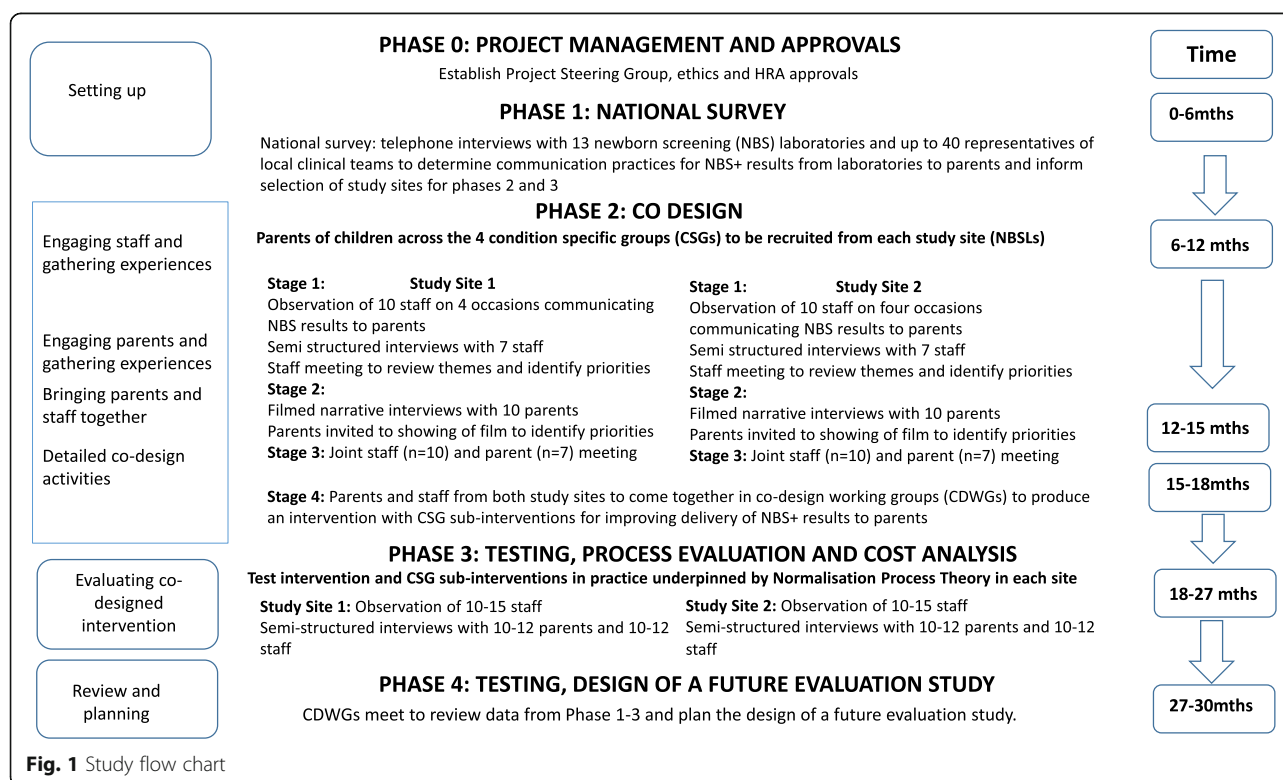 Setting up
PHASE 0: PROJECT MANAGEMENT AND APPROVALS
Establish Project Steering Group, ethics and HRA approvals
Time
0-6mths
PHASE 1: NATIONAL SURVEY
National survey: telephone interviews with 13 newborn screening (NBS) laboratories and up to 40 representatives of
local clinical teams to determine communication practices for NBS+ results from laboratories to parents and inform
selection of study sites for phases 2 and 3
PHASE 2: CO DESIGN
Parents of children across the 4 condition specific groups (CSGs) to be recruited from each study site (NBSLs)
6-12 mths
Engaging staff and
gathering experiences
Engaging parents and
gathering experiences
Bringing parents and
staff together
Detailed co-design
activities
Stage 1: Study Site 1
Observation of 10 staff on 4 occasions communicating
NBS results to parents
Semi structured interviews with 7 staff
Staff meeting to review themes and identify priorities
Stage 2:
Filmed narrative interviews with 10 parents
Parents invited to showing of film to identify priorities
Stage 3: Joint staff (n=10) and parent (n=7) meeting
Stage 1: Study Site 2
Observation of 10 staff on four occasions
communicating NBS results to parents
Semi structured interviews with 7 staff
Staff meeting to review themes and identify priorities
Stage 2:
Filmed narrative interviews with 10 parents
Parents invited to showing of film to identify priorities
Stage 3: Joint staff (n=10) and parent (n=7) meeting
12-15 mths
15-18mths
Stage 4: Parents and staff from both study sites to come together in co-design working groups (CDWGs) to produce
an intervention with CSG sub-interventions for improving delivery of NBS+ results to parents
PHASE 3: TESTING, PROCESS EVALUATION AND COST ANALYSIS
Test intervention and CSG sub-interventions in practice underpinned by Normalisation Process Theory in each site
Evaluating co-
designed
intervention
Study Site 1: Observation of 10-15 staff
Semi-structured interviews with 10-12 parents and 10-12
staff
Study Site 2: Observation of 10-15 staff
Semi-structured interviews with 10-12 parents and 10-12
staff
18-27 mths
Review and
planning
PHASE 4: TESTING, DESIGN OF A FUTURE EVALUATION STUDY
CDWGs meet to review data from Phase 1-3 and plan the design of a future evaluation study.
27-30mths
Fig. 1 Study flow chart